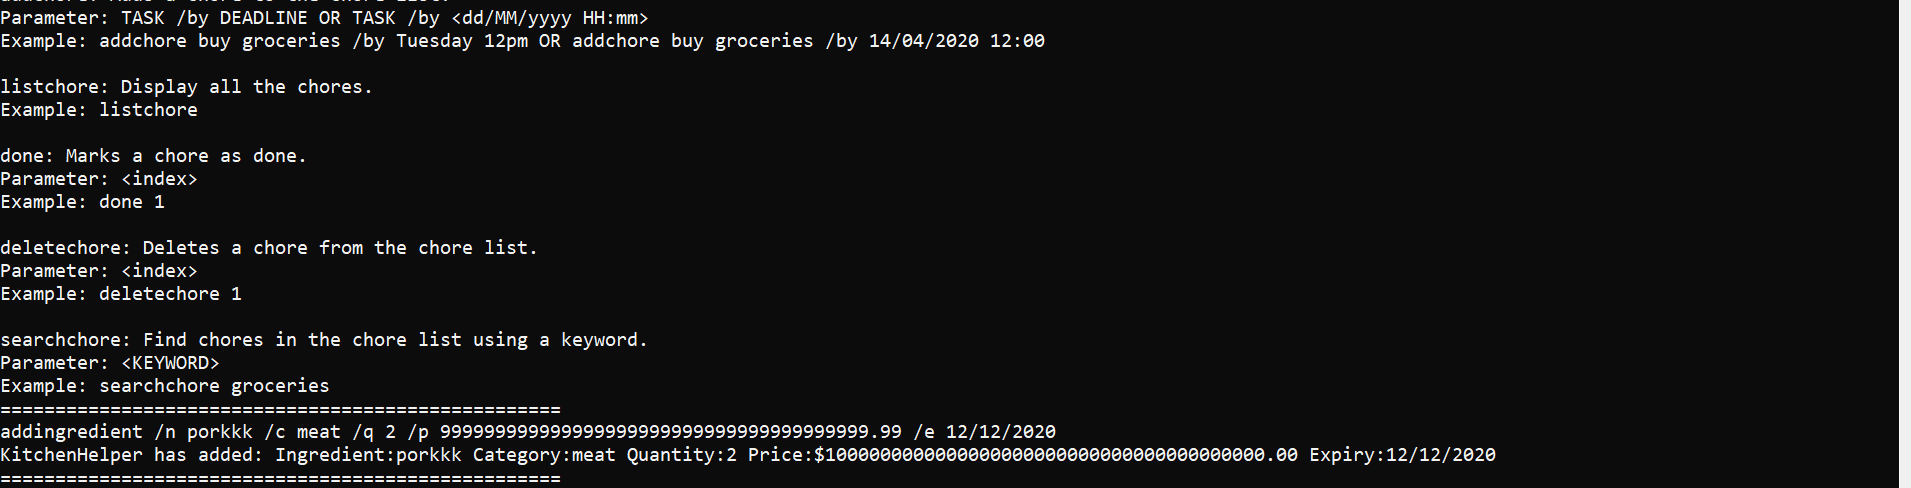 Parameter: TASK /by DEADLINE OR TASK /by <dd/MM/yyyy HH:mm>
Example: addchore buy groceries /by Tuesday 12pm OR addchore buy groceries /by 14/04/2020 12:00
listchore: Display all the chores.
Example: listchore
done: Marks a chore as done.
Parameter: <index>
Example: done 1
deletechore: Deletes a chore from the chore list.
Parameter: <index>
Example: deletechore 1
searchchore: Find chores in the chore list using a keyword.
Parameter: <KEYWORD>
Example: searchchore groceries
===================================================
addingredient /n porkkk /c meat /q 2 /p 999999999999999999999999999999999999999.99 /e 12/12/2020
KitchenHelper has added: Ingredient:porkkk Category:meat Quantity:2 Price:$1000000000000000000000000000000000000000.00 Expiry:12/12/2020
===================================================